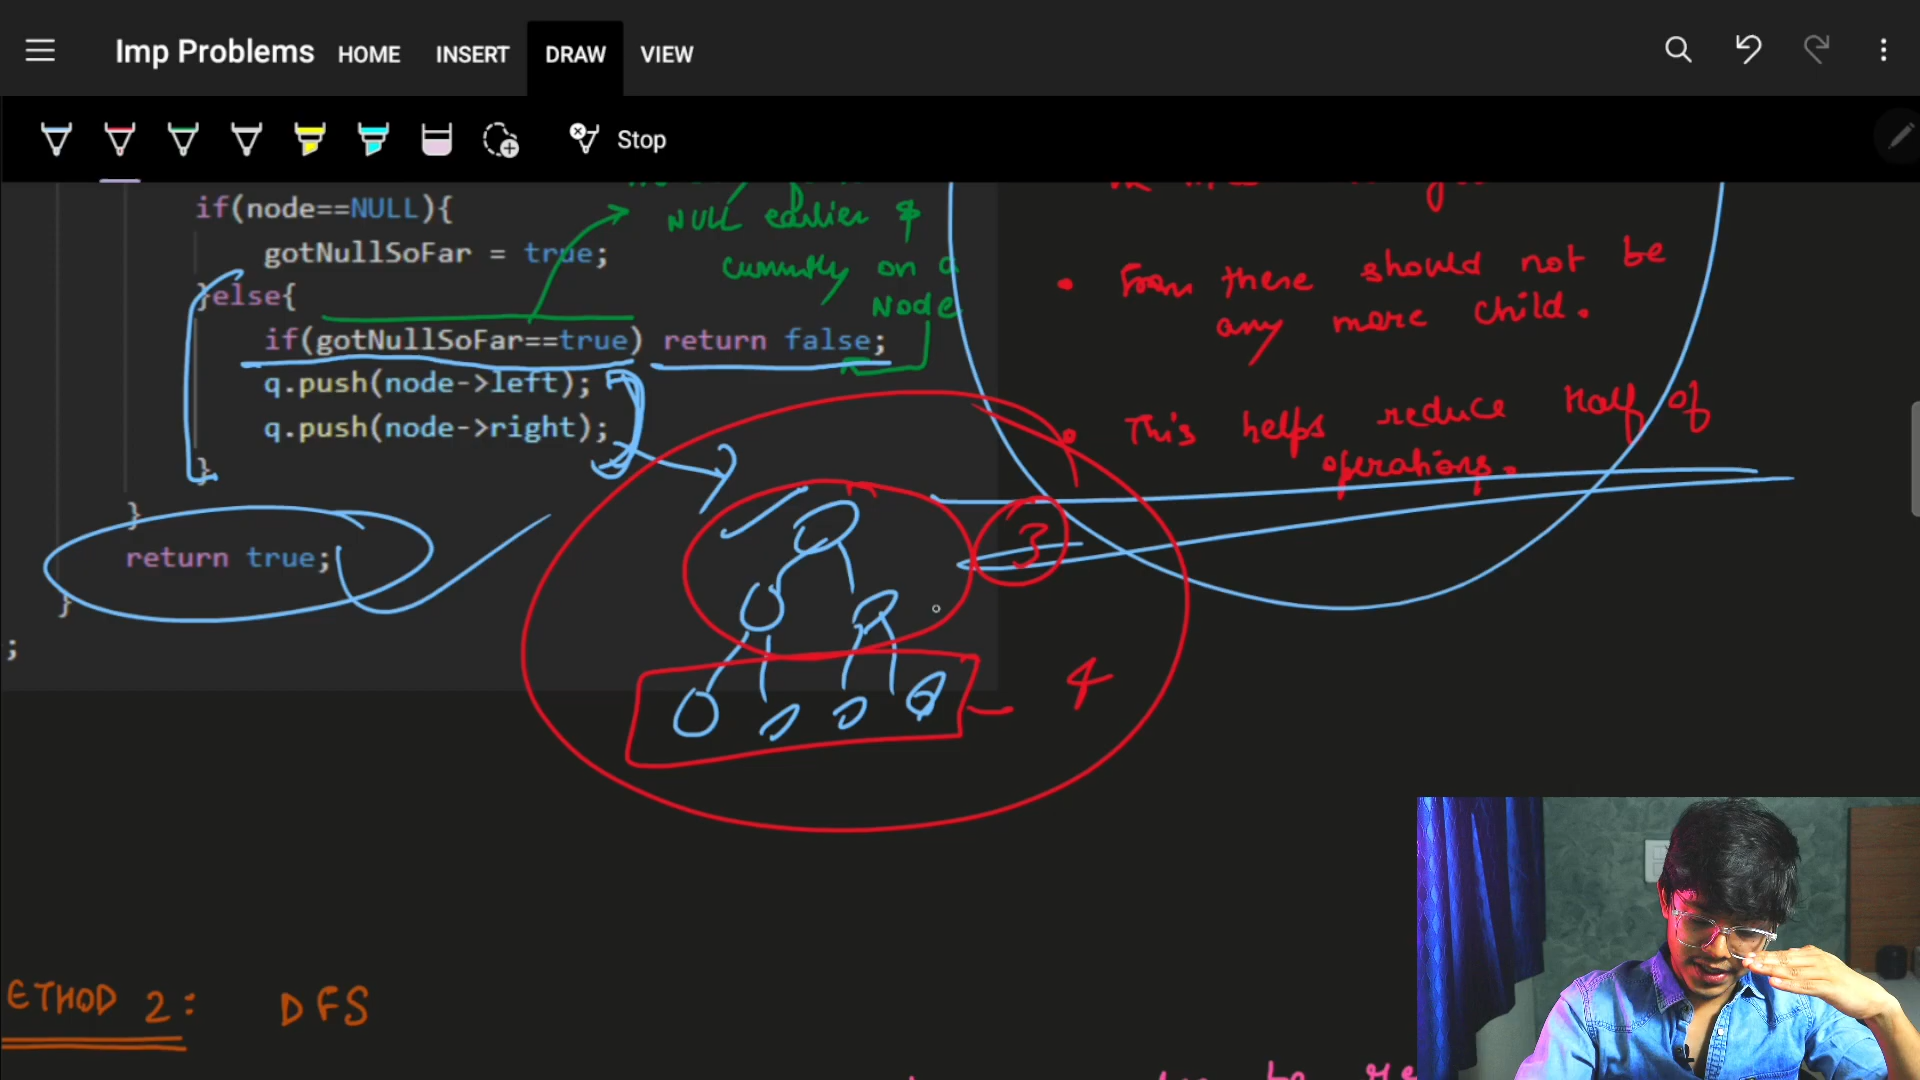 Imp Problems HOME INSERT DRAW VIEW
Stop
if(node==NULL){
gotNullSoFar = true;
}else{
if(gotNullSoFar==true) return false;
q.push(node->left);
q.push(node->right);
}
}
return true;
}
;
NULL earlier &
currently on a
Node
• From there should not be
any more child.
• This helps reduce Half of
operations.
3
4
ETHOD 2: DFS